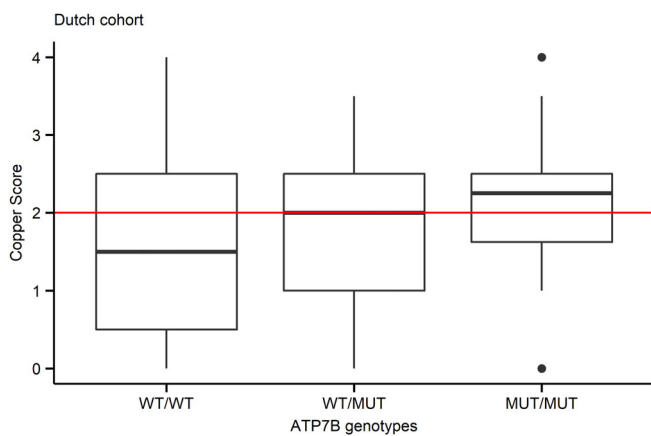 Dutch cohort
4
3
2
1
0
Copper Score
WT/WT WT/MUT MUT/MUT
ATP7B genotypes